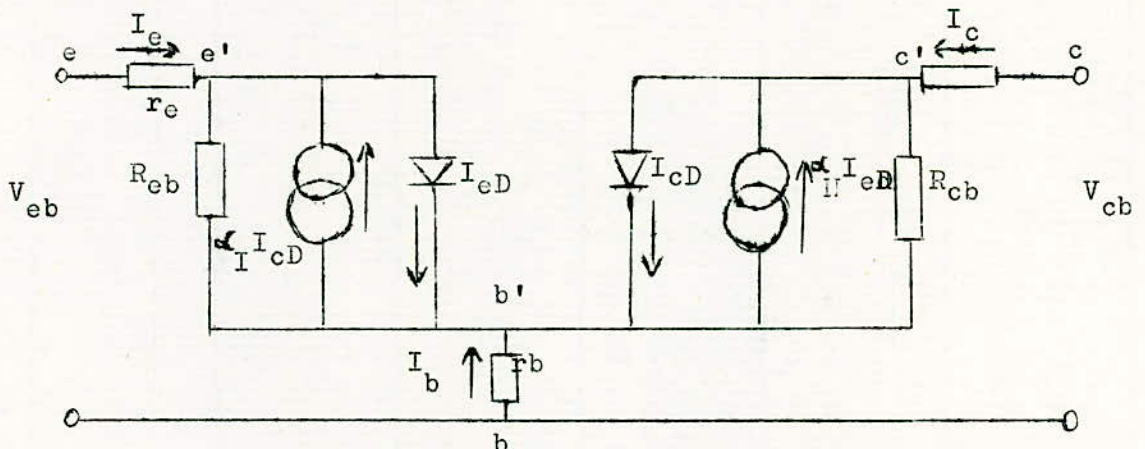 I_e
I_c
e
e'
c'
c
r_e
R_eb
I_eD
I_cD
α_N I_eD
R_cb
V_eb
V_cb
α_I I_cD
b'
I_b
rb
b